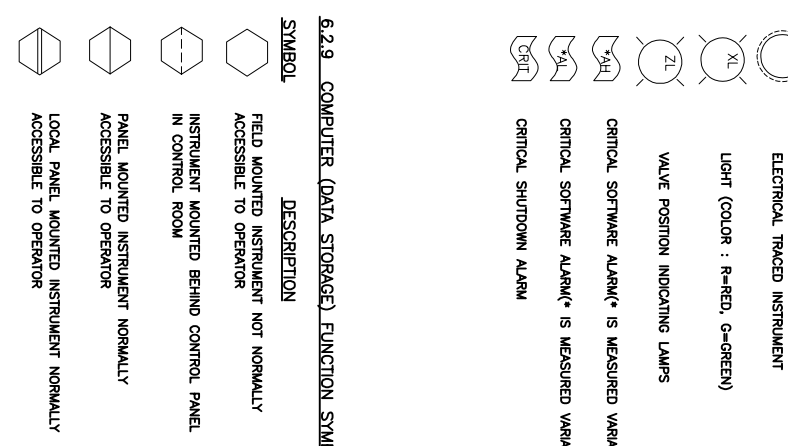 ELECTRICAL TRACED INSTRUMENT
XL
LIGHT (COLOR : R=RED, G=GREEN)
ZL
VALVE POSITION INDICATING LAMPS
*AH
CRITICAL SOFTWARE ALARM(* IS MEASURED VARIA
*AL
CRITICAL SOFTWARE ALARM(* IS MEASURED VARIA
CRIT
CRITICAL SHUTDOWN ALARM
6.2.9 COMPUTER (DATA STORAGE) FUNCTION SYM
SYMBOL DESCRIPTION
FIELD MOUNTED INSTRUMENT NOT NORMALLY
ACCESSIBLE TO OPERATOR
INSTRUMENT MOUNTED BEHIND CONTROL PANEL
IN CONTROL ROOM
PANEL MOUNTED INSTRUMENT NORMALLY
ACCESSIBLE TO OPERATOR
LOCAL PANEL MOUNTED INSTRUMENT NORMALLY
ACCESSIBLE TO OPERATOR